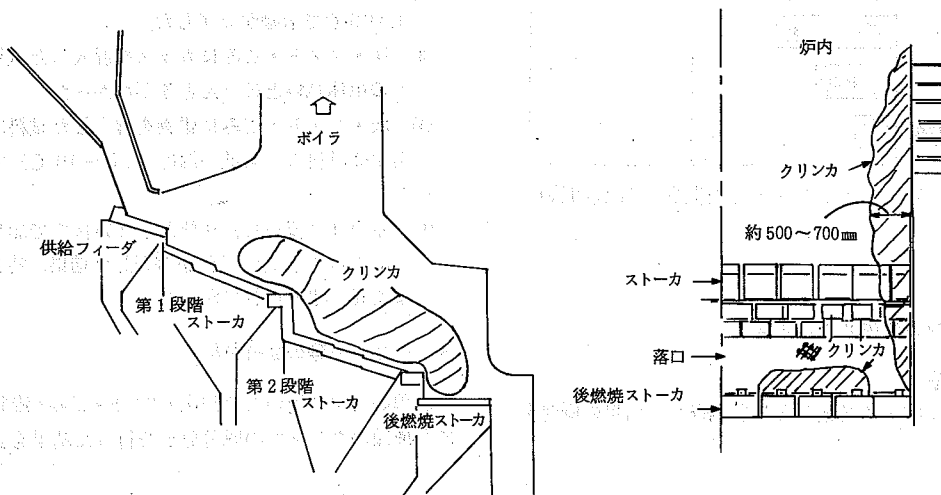 ボイラ
供給フィーダ
第1段階
ストーカ
クリンカ
第2段階
ストーカ
後燃焼ストーカ
炉内
クリンカ
約500～700㎜
ストーカ
落口
クリンカ
後燃焼ストーカ